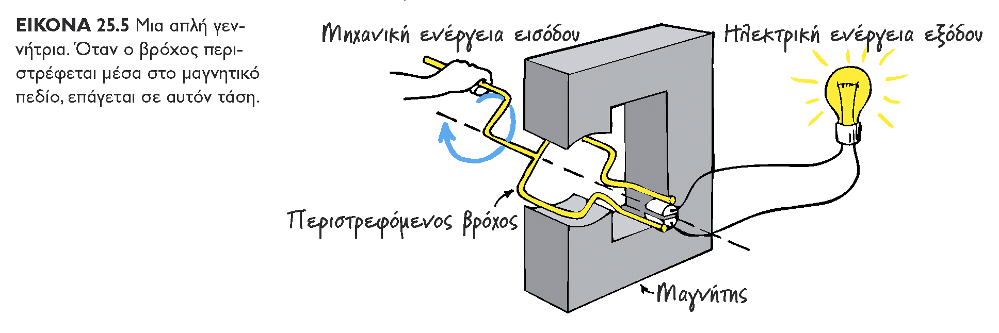 ΕΙΚΟΝΑ 25.5 Μια απλή γεν-
νήτρια. Όταν ο βρόχος περι-
στρέφεται μέσα στο μαγνητικό
πεδίο, επάγεται σε αυτόν τάση.
Μηχανική ενέργεια εισόδου
Ηλεκτρική ενέργεια εξόδου
Περιστρεφόμενος βρόχος
Μαγνήτης